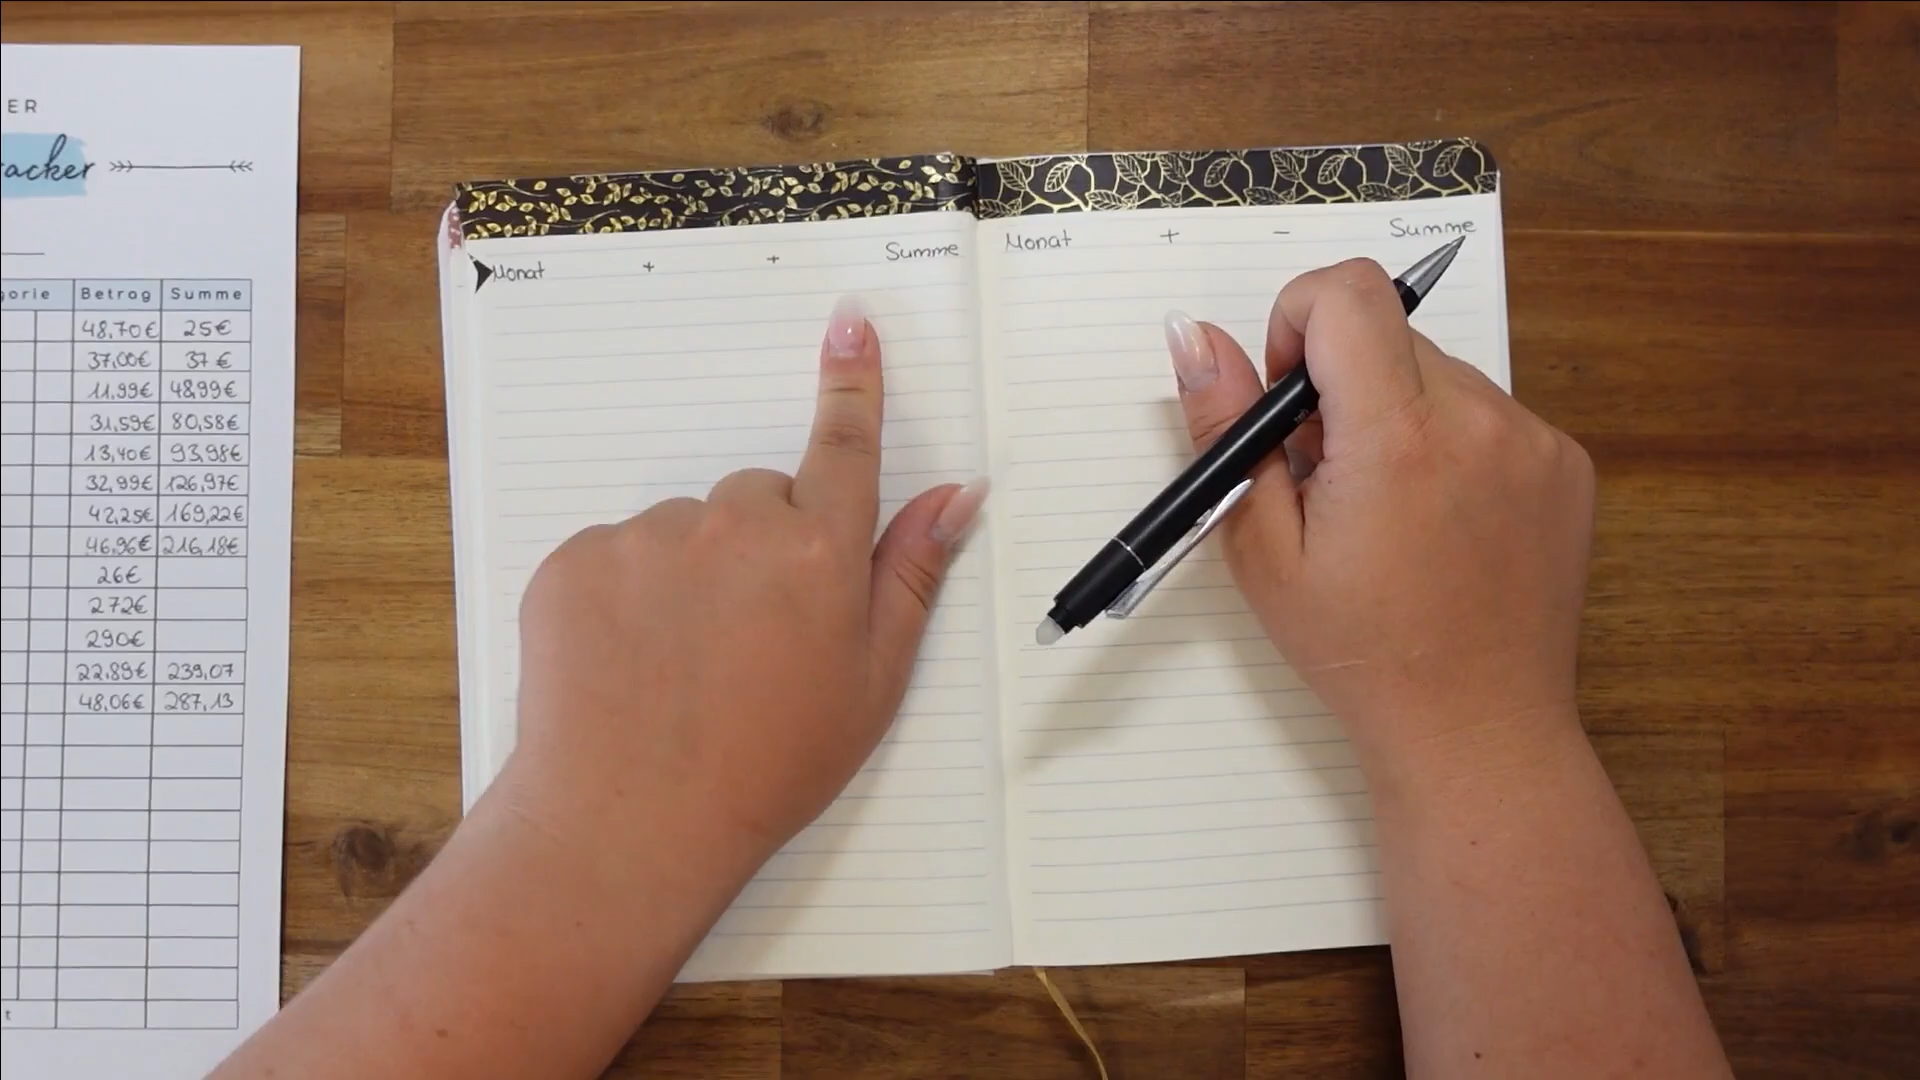 ER
acker
gorie Betrag Summe
48,70€ 25€
37,00€ 37€
11,99€ 48,99€
31,59€ 80,58€
13,40€ 93,98€
32,99€ 126,97€
42,25€ 169,22€
46,96€ 216,18€
26€
272€
290€
22,89€ 239,07
48,06€ 287,13
t
Monat + + Summe
Monat + - Summe